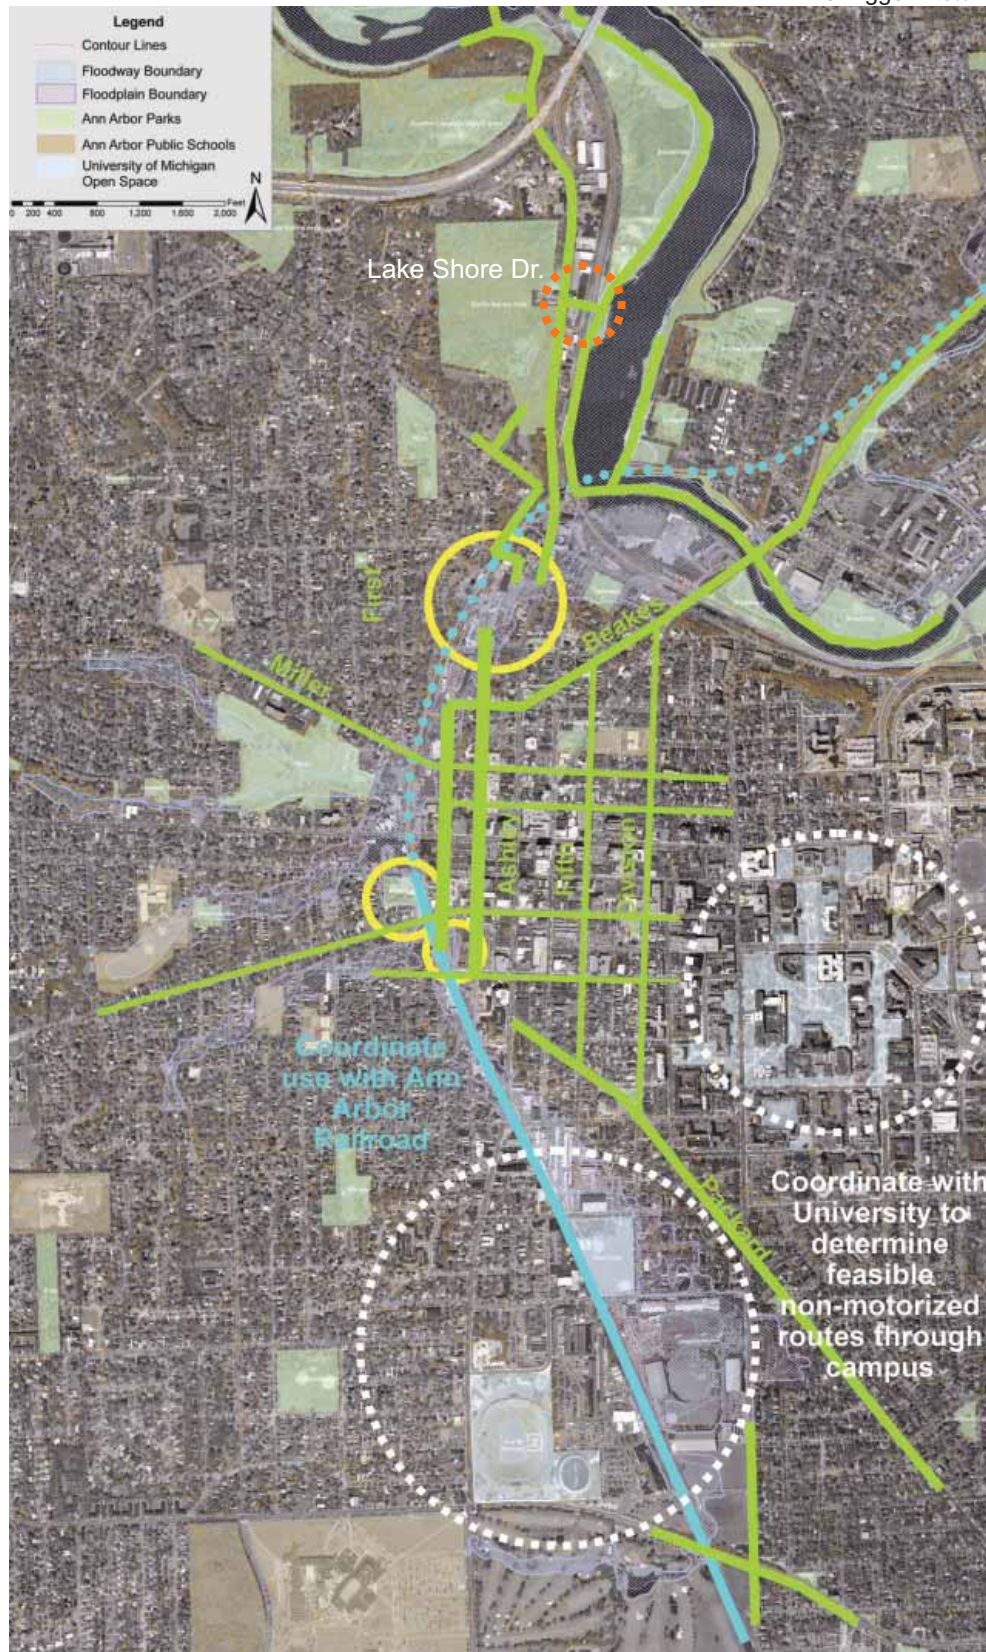 Legend
Contour Lines
Floodway Boundary
Floodplain Boundary
Ann Arbor Parks
Ann Arbor Public Schools
University of Michigan
Open Space
N
Feet
0 200 400 800 1,200 1,600 2,000
Lake Shore Dr.
First
Beakes
Miller
Ashley
Fifth
Division
Coordinate
use with Ann
Arbor
Railroad
Packard
Coordinate with
University to
determine
feasible
non-motorized
routes through
campus